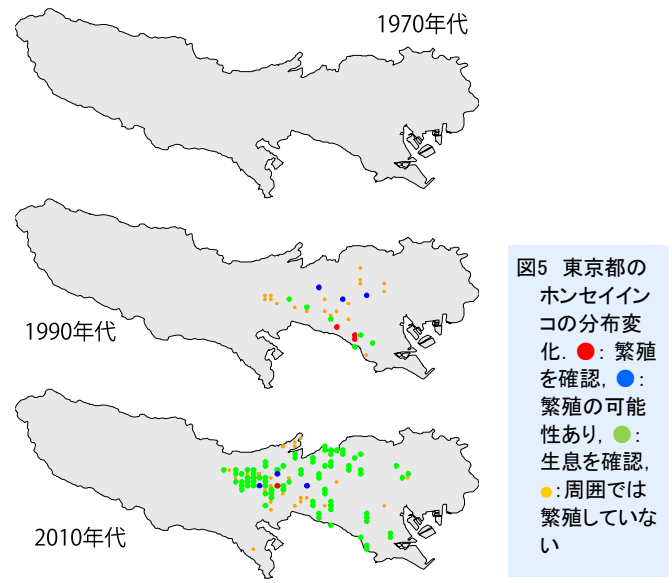 1970年代
1990年代
2010年代
図5 東京都の
ホンセイイン
コの分布変
化. ●: 繁殖
を確認, ●:
繁殖の可能
性あり, ●:
生息を確認,
●:周囲では
繁殖していな
い